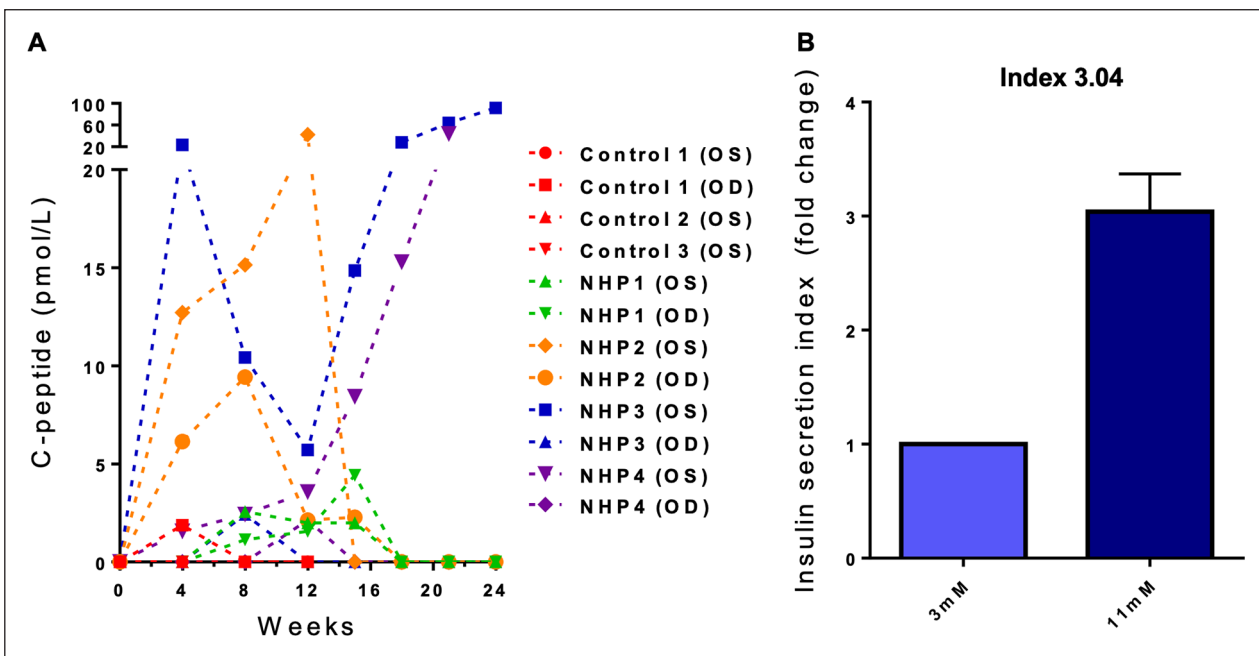 A
C-peptide (pmol/L)
100
60
20
20
15
10
5
0
0 4 8 12 16 20 24
Weeks
Control 1 (OS)
Control 1 (OD)
Control 2 (OS)
Control 3 (OS)
NHP1 (OS)
NHP1 (OD)
NHP2 (OS)
NHP2 (OD)
NHP3 (OS)
NHP3 (OD)
NHP4 (OS)
NHP4 (OD)
B
Index 3.04
Insulin secretion index (fold change)
4
3
2
1
0
3mM
11mM